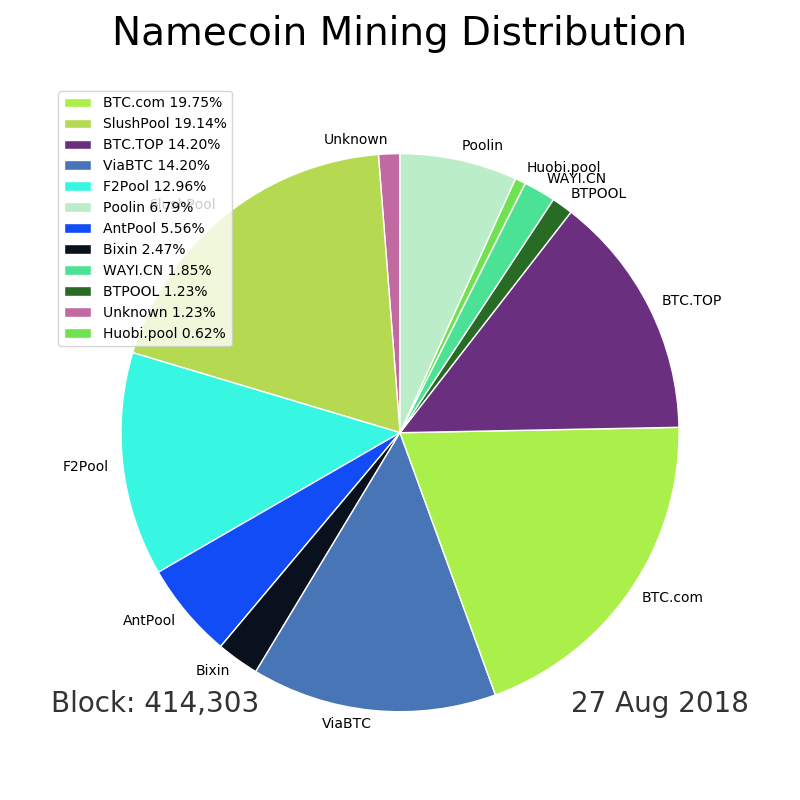 Namecoin Mining Distribution
BTC.com 19.75%
SlushPool 19.14%
BTC.TOP 14.20%
ViaBTC 14.20%
F2Pool 12.96%
Poolin 6.79%
AntPool 5.56%
Bixin 2.47%
WAYI.CN 1.85%
BTPOOL 1.23%
Unknown 1.23%
Huobi.pool 0.62%
Unknown
Poolin
Huobi.pool
WAYI.CN
BTPOOL
SlushPool
BTC.TOP
F2Pool
BTC.com
AntPool
Bixin
ViaBTC
Block: 414,303
27 Aug 2018